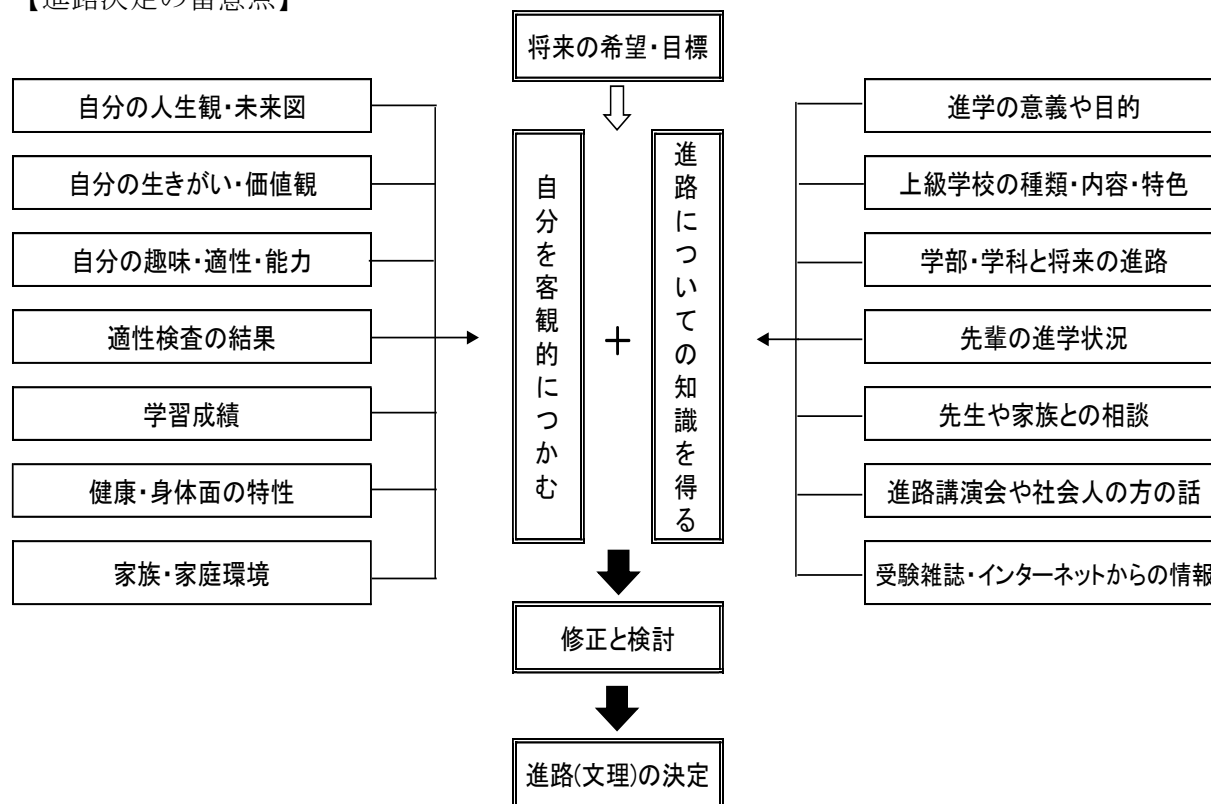 【進路決定の留意点】
将来の希望・目標
自分の人生観・未来図
自分の生きがい・価値観
自分の趣味・適性・能力
適性検査の結果
学習成績
健康・身体面の特性
家族・家庭環境
自分を客観的につかむ
+
進路についての知識を得る
進学の意義や目的
上級学校の種類・内容・特色
学部・学科と将来の進路
先輩の進学状況
先生や家族との相談
進路講演会や社会人の方の話
受験雑誌・インターネットからの情報
修正と検討
進路(文理)の決定